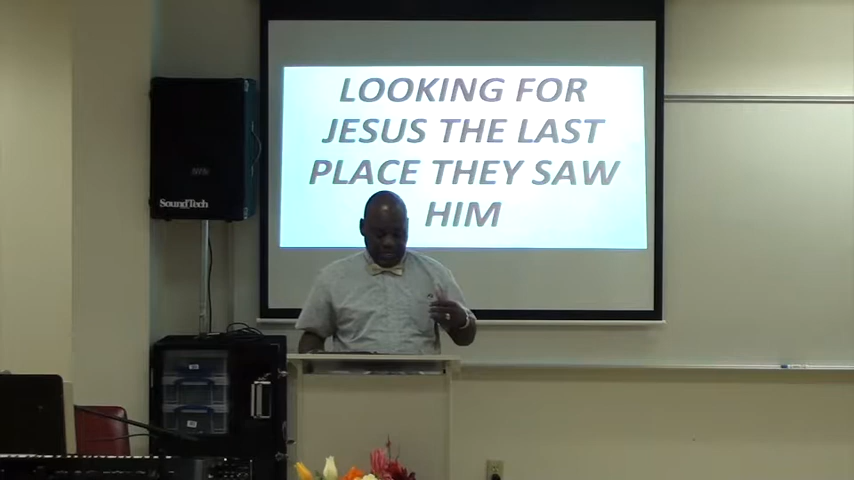 LOOKING FOR
JESUS THE LAST
PLACE THEY SAW
HIM
SOUNDTECH